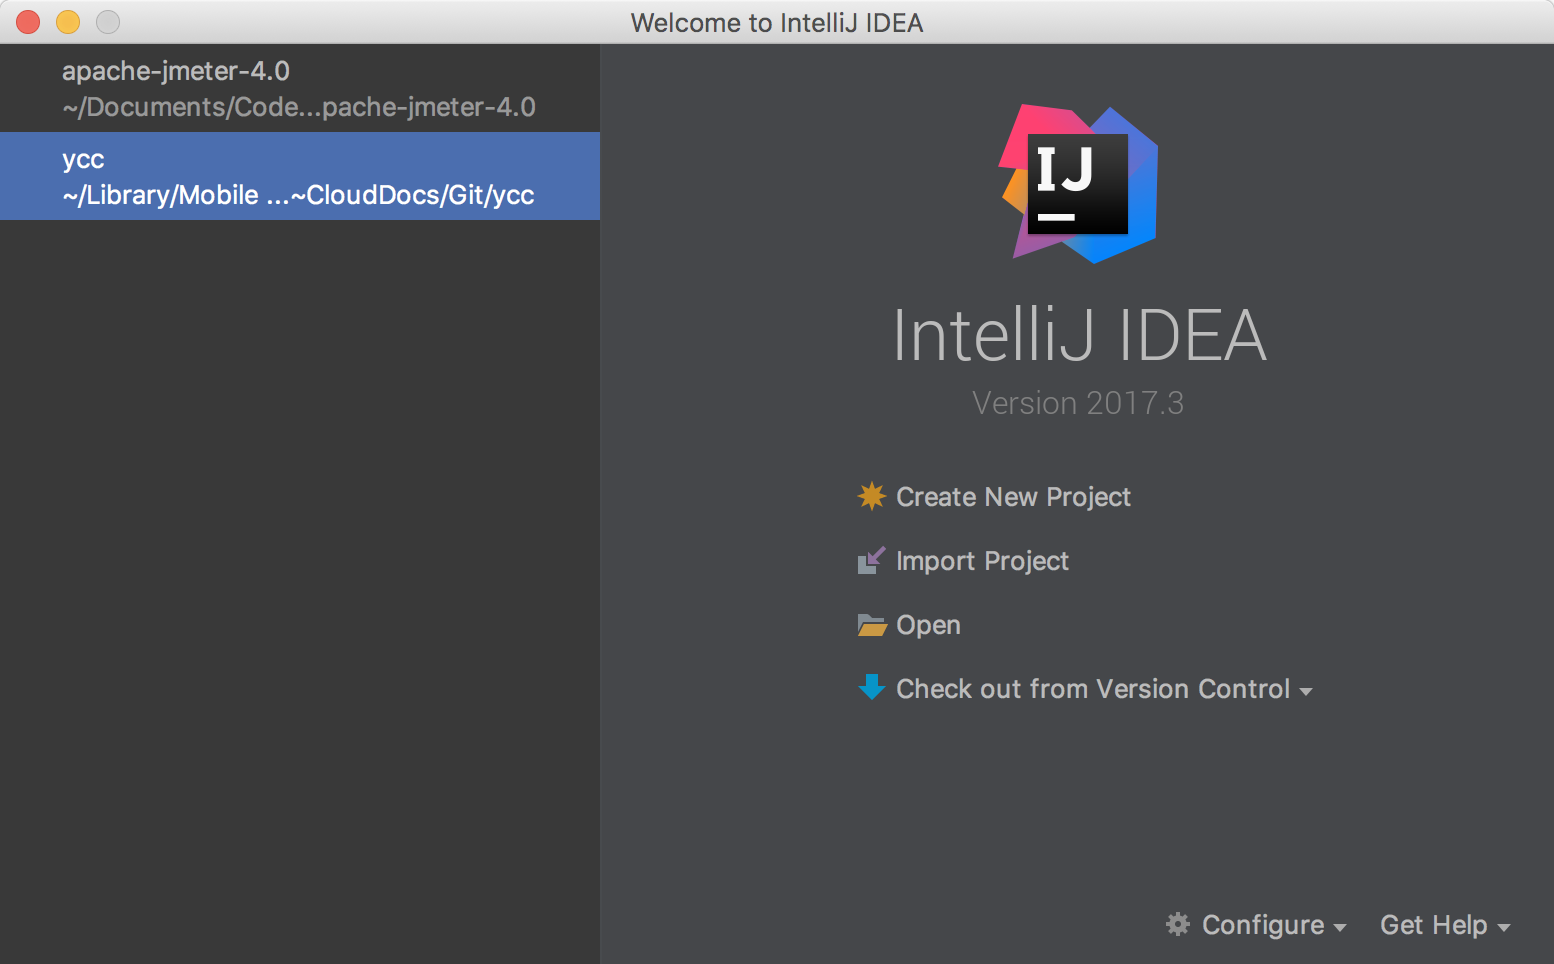 Welcome to IntelliJ IDEA
apache-jmeter-4.0
~/Documents/Code...pache-jmeter-4.0
ycc
~/Library/Mobile ...~CloudDocs/Git/ycc
IJ
IntelliJ IDEA
Version 2017.3
Create New Project
Import Project
Open
Check out from Version Control
Configure
Get Help